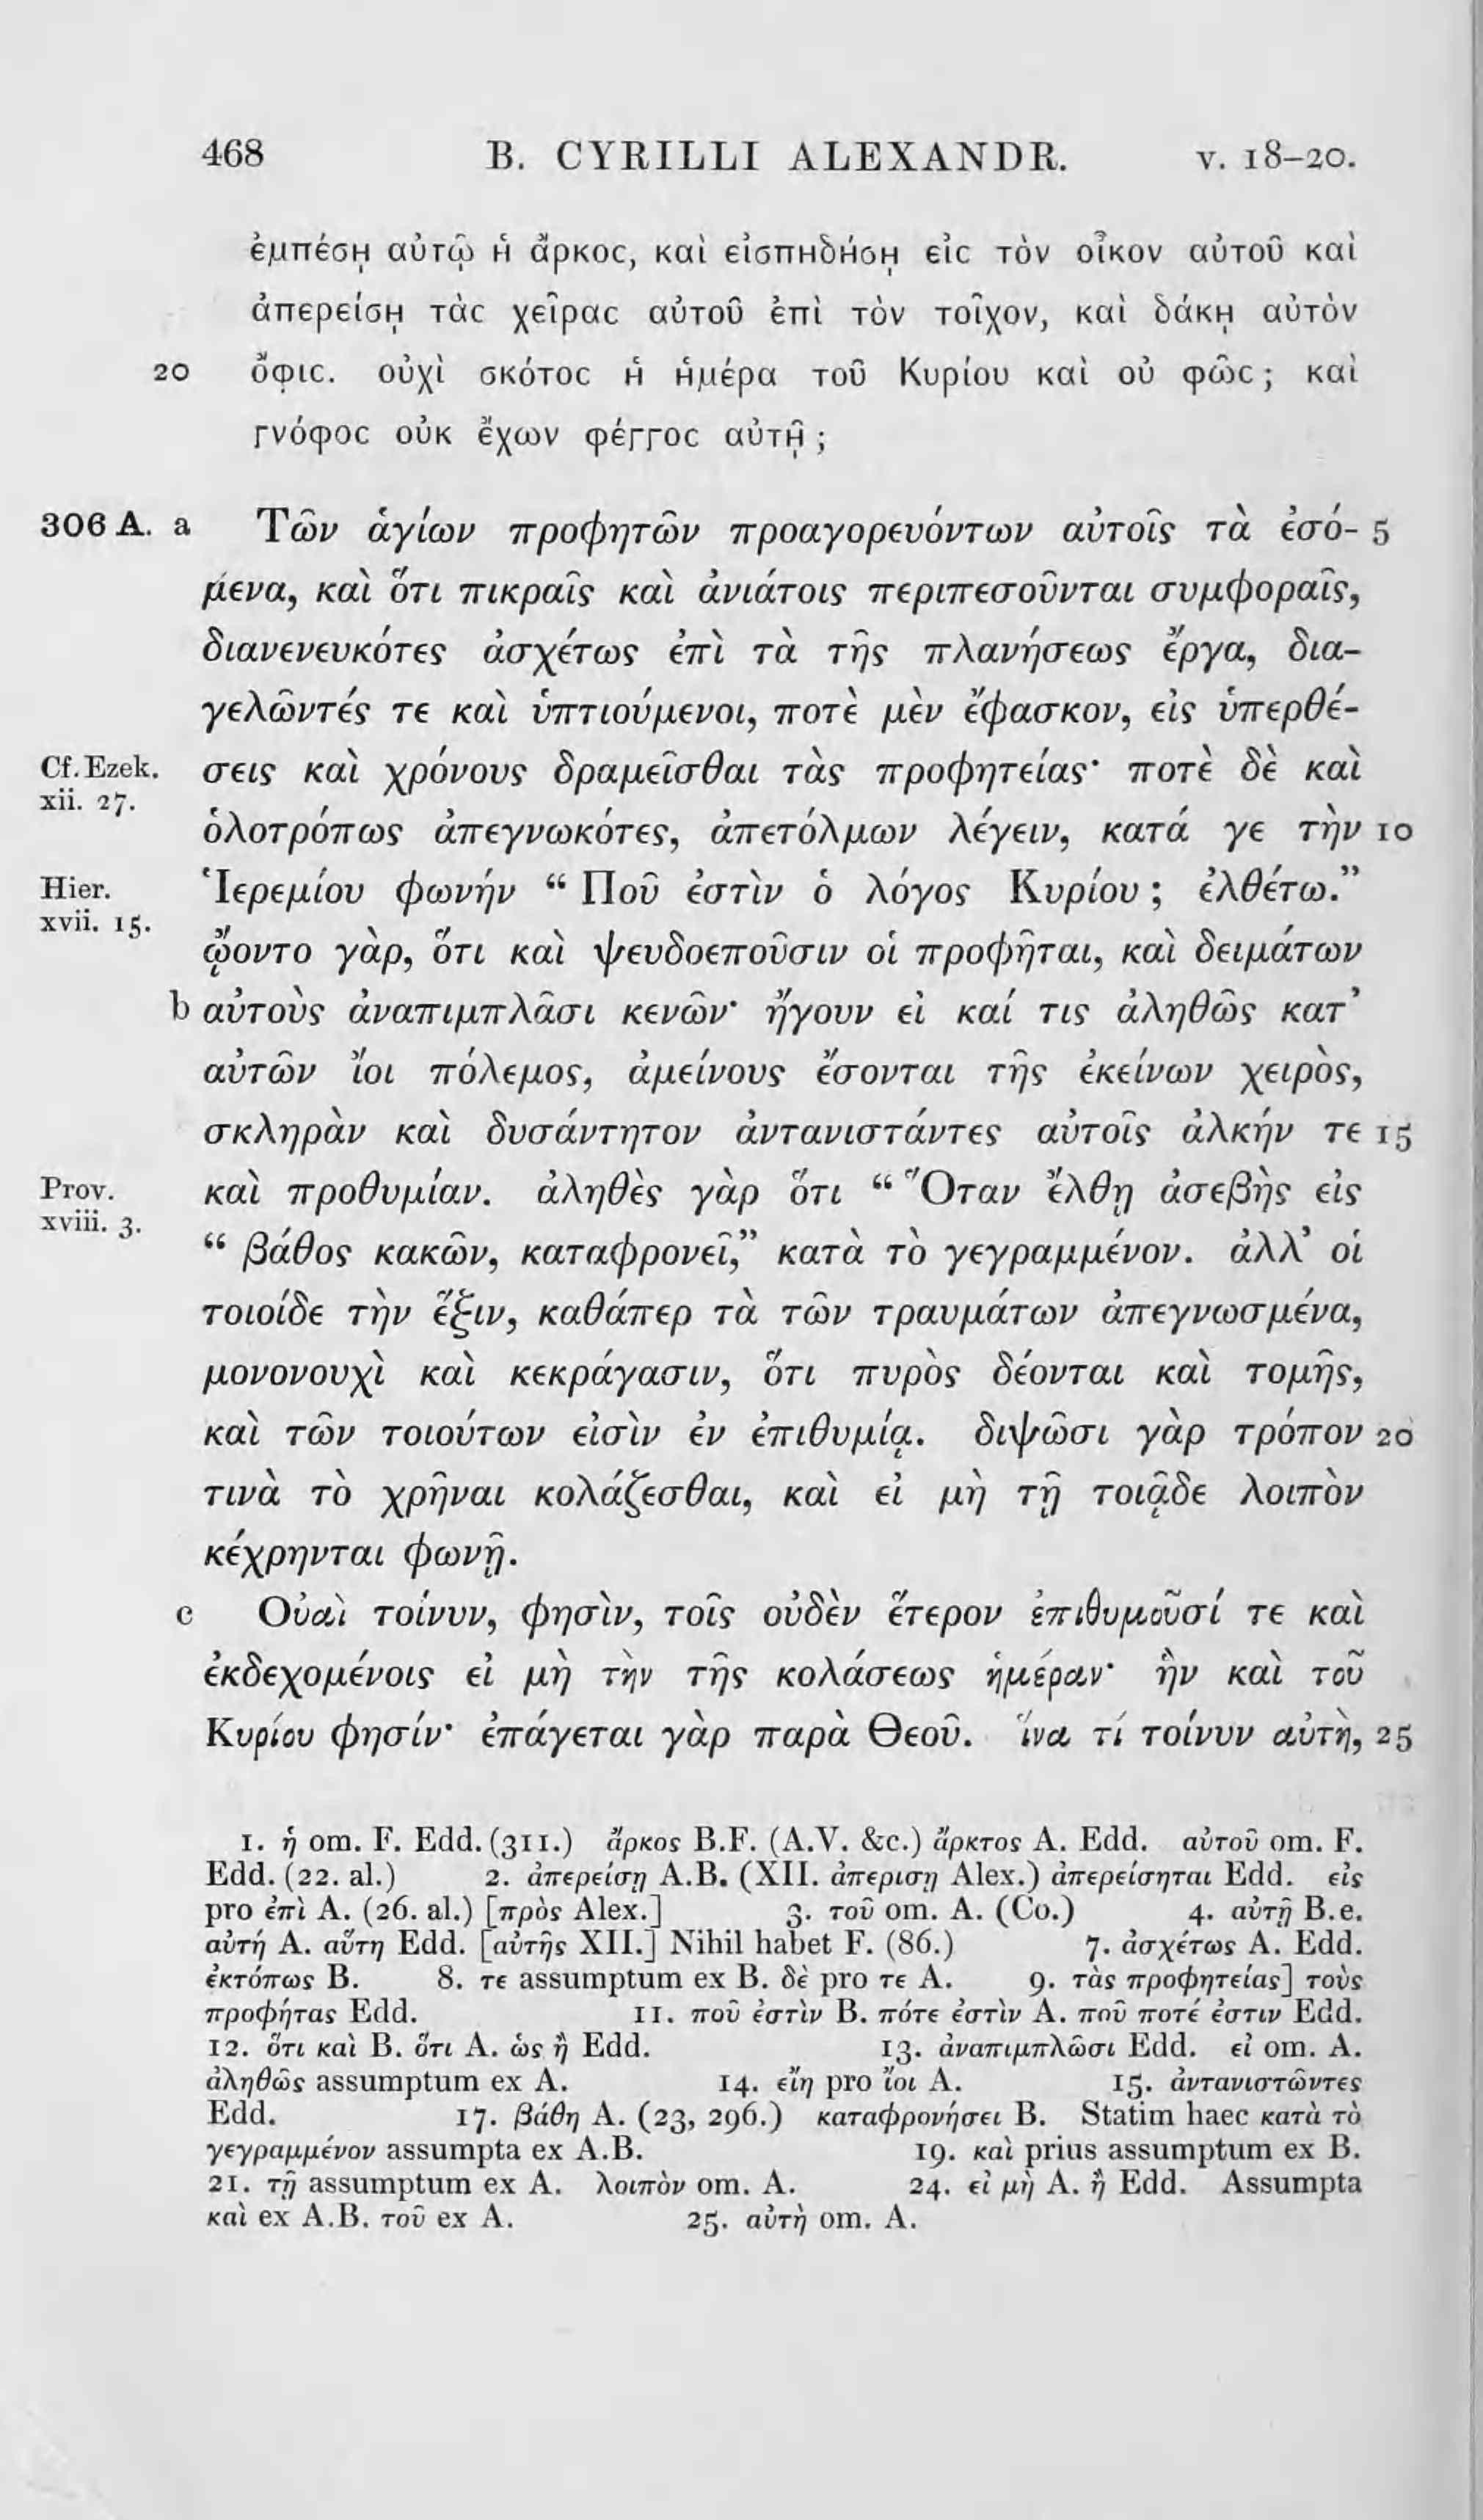 468 B. CYRILLI ALEXANDR. v. 18–20.
ἐμπέσῃ αὐτῷ ἡ ἄρκος, καὶ εἰσπηδήσῃ εἰς τὸν οἶκον αὐτοῦ καὶ
ἀπερείσῃ τὰς χεῖρας αὐτοῦ ἐπὶ τὸν τοῖχον, καὶ δάκῃ αὐτὸν
20 ὄφις. οὐχὶ σκότος ἡ ἡμέρα τοῦ Κυρίου καὶ οὐ φῶς; καὶ
γνόφος οὐκ ἔχων φέγγος αὐτῇ;
306 A. a Τῶν ἁγίων προφητῶν προαγορευόντων αὐτοῖς τὰ ἐσό- 5
μενα, καὶ ὅτι πικραῖς καὶ ἀνιάτοις περιπεσοῦνται συμφοραῖς,
διανενευκότες ἀσχέτως ἐπὶ τὰ τῆς πλανήσεως ἔργα, δια-
γελῶντές τε καὶ ὑπτιούμενοι, ποτὲ μὲν ἔφασκον, εἰς ὑπερθέ-
Cf. Ezek. xii. 27. σεις καὶ χρόνους δραμεῖσθαι τὰς προφητείας· ποτὲ δὲ καὶ
ὁλοτρόπως ἀπεγνωκότες, ἀπετόλμων λέγειν, κατά γε τὴν 10
Hier. xvii. 15. Ἱερεμίου φωνήν “ Ποῦ ἐστὶν ὁ λόγος Κυρίου; ἐλθέτω.”
ᾤοντο γὰρ, ὅτι καὶ ψευδοεποῦσιν οἱ προφῆται, καὶ δειμάτων
b αὐτοὺς ἀναπιμπλᾶσι κενῶν· ἤγουν εἰ καί τις ἀληθῶς κατ’
αὐτῶν ἴοι πόλεμος, ἀμείνους ἔσονται τῆς ἐκείνων χειρὸς,
σκληρὰν καὶ δυσάντητον ἀντανιστάντες αὐτοῖς ἀλκήν τε 15
Prov. xviii. 3. καὶ προθυμίαν. ἀληθὲς γὰρ ὅτι “ Ὅταν ἔλθῃ ἀσεβὴς εἰς
“ βάθος κακῶν, καταφρονεῖ,” κατὰ τὸ γεγραμμένον. ἀλλ’ οἱ
τοιοίδε τὴν ἕξιν, καθάπερ τὰ τῶν τραυμάτων ἀπεγνωσμένα,
μονονουχὶ καὶ κεκράγασιν, ὅτι πυρὸς δέονται καὶ τομῆς,
καὶ τῶν τοιούτων εἰσὶν ἐν ἐπιθυμίᾳ. διψῶσι γὰρ τρόπον 20
τινὰ τὸ χρῆναι κολάζεσθαι, καὶ εἰ μὴ τῇ τοιᾷδε λοιπὸν
κέχρηνται φωνῇ.
c Οὐαὶ τοίνυν, φησὶν, τοῖς οὐδὲν ἕτερον ἐπιθυμοῦσί τε καὶ
ἐκδεχομένοις εἰ μὴ τὴν τῆς κολάσεως ἡμέραν· ἣν καὶ τοῦ
Κυρίου φησίν· ἐπάγεται γὰρ παρὰ Θεοῦ. ἵνα τί τοίνυν αὐτὴ, 25
1. ἡ om. F. Edd. (311.) ἄρκος B.F. (A.V. &c.) ἄρκτος A. Edd. αὐτοῦ om. F.
Edd. (22. al.) 2. ἀπερείσῃ A.B. (XII. ἀπερισῃ Alex.) ἀπερείσηται Edd. εἰς
pro ἐπὶ A. (26. al.) [πρὸς Alex.] 3. τοῦ om. A. (Co.) 4. αὐτῇ B.e.
αὐτή A. αὕτη Edd. [αὐτῆς XII.] Nihil habet F. (86.) 7. ἀσχέτως A. Edd.
ἐκτόπως B. 8. τε assumptum ex B. δὲ pro τε A. 9. τὰς προφητείας] τοὺς
προφήτας Edd. 11. ποῦ ἐστὶν B. πότε ἐστὶν A. ποῦ ποτέ ἐστιν Edd.
12. ὅτι καὶ B. ὅτι A. ὡς ἢ Edd. 13. ἀναπιμπλῶσι Edd. εἰ om. A.
ἀληθῶς assumptum ex A. 14. εἴη pro ἴοι A. 15. ἀντανιστῶντες
Edd. 17. βάθη A. (23, 296.) καταφρονήσει B. Statim haec κατὰ τὸ
γεγραμμένον assumpta ex A.B. 19. καὶ prius assumptum ex B.
21. τῇ assumptum ex A. λοιπὸν om. A. 24. εἰ μὴ A. ἢ Edd. Assumpta
καὶ ex A.B. τοῦ ex A. 25. αὐτὴ om. A.